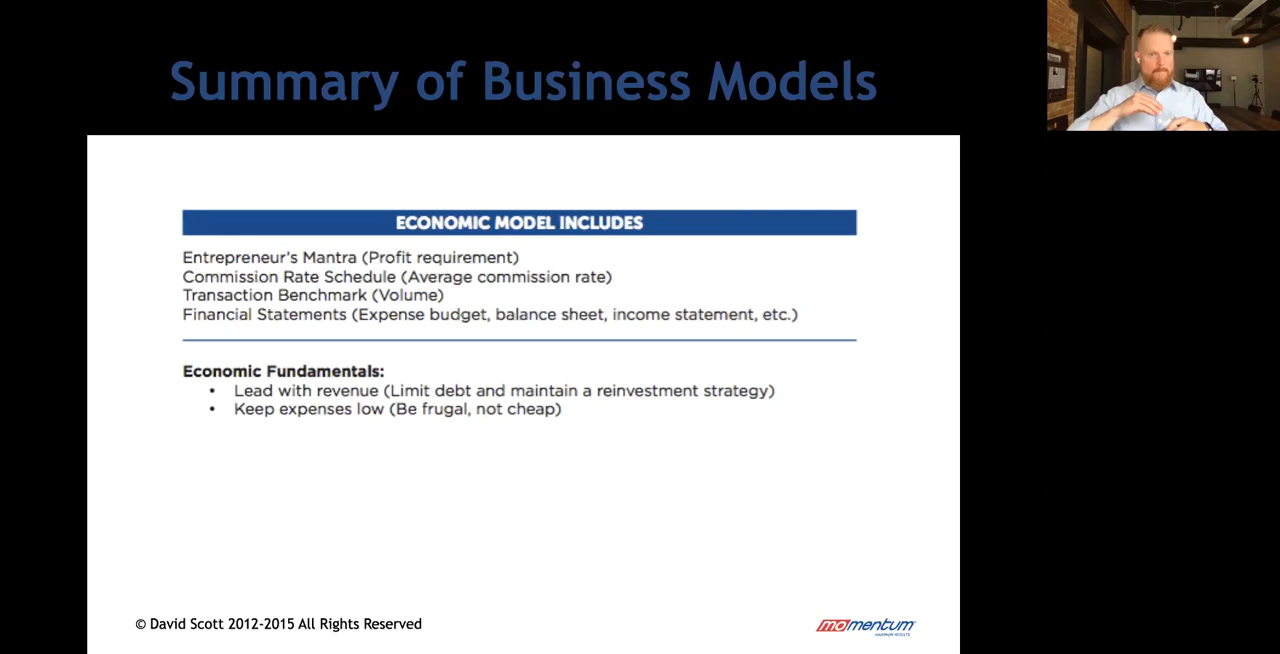 Summary of Business Models
ECONOMIC MODEL INCLUDES
Entrepreneur's Mantra (Profit requirement)
Commission Rate Schedule (Average commission rate)
Transaction Benchmark (Volume)
Financial Statements (Expense budget, balance sheet, income statement, etc.)
Economic Fundamentals:
• Lead with revenue (Limit debt and maintain a reinvestment strategy)
• Keep expenses low (Be frugal, not cheap)
© David Scott 2012-2015 All Rights Reserved
momentum